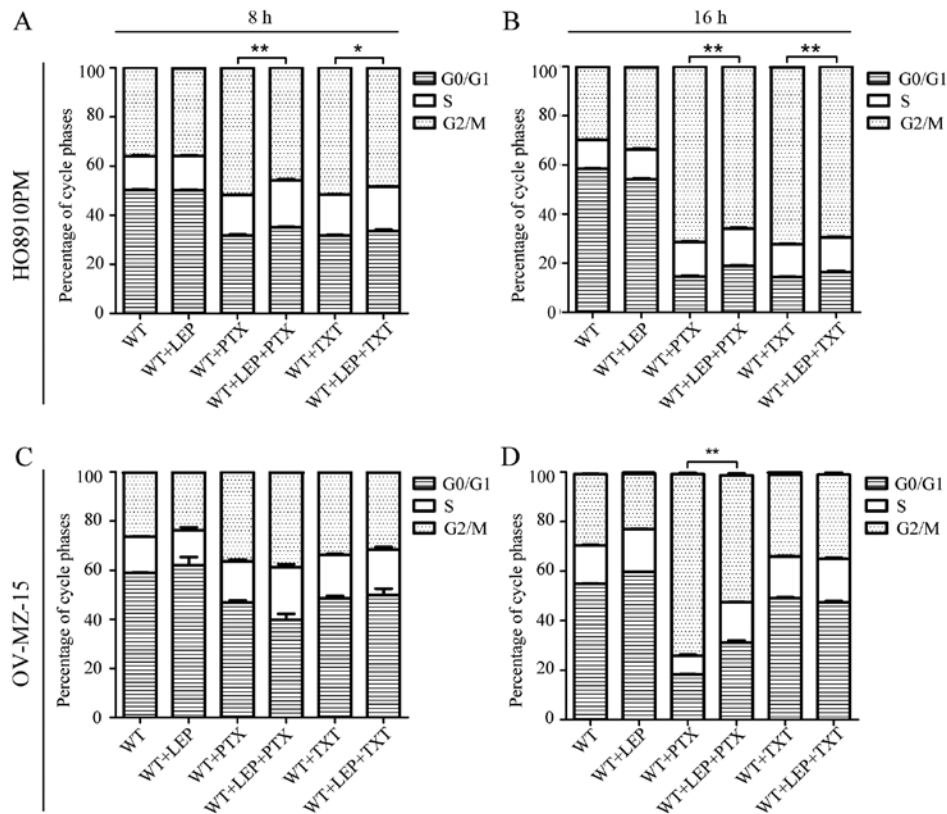 A
8 h
HO8910PM
Percentage of cycle phases
100
80
60
40
20
0
**
*
G0/G1
S
G2/M
WT
WT+LEP
WT+PTX
WT+LEP+PTX
WT+TXT
WT+LEP+TXT
B
16 h
Percentage of cycle phases
100
80
60
40
20
0
**
**
G0/G1
S
G2/M
WT
WT+LEP
WT+PTX
WT+LEP+PTX
WT+TXT
WT+LEP+TXT
C
OV-MZ-15
Percentage of cycle phases
100
80
60
40
20
0
G0/G1
S
G2/M
WT
WT+LEP
WT+PTX
WT+LEP+PTX
WT+TXT
WT+LEP+TXT
D
Percentage of cycle phases
100
80
60
40
20
0
**
G0/G1
S
G2/M
WT
WT+LEP
WT+PTX
WT+LEP+PTX
WT+TXT
WT+LEP+TXT